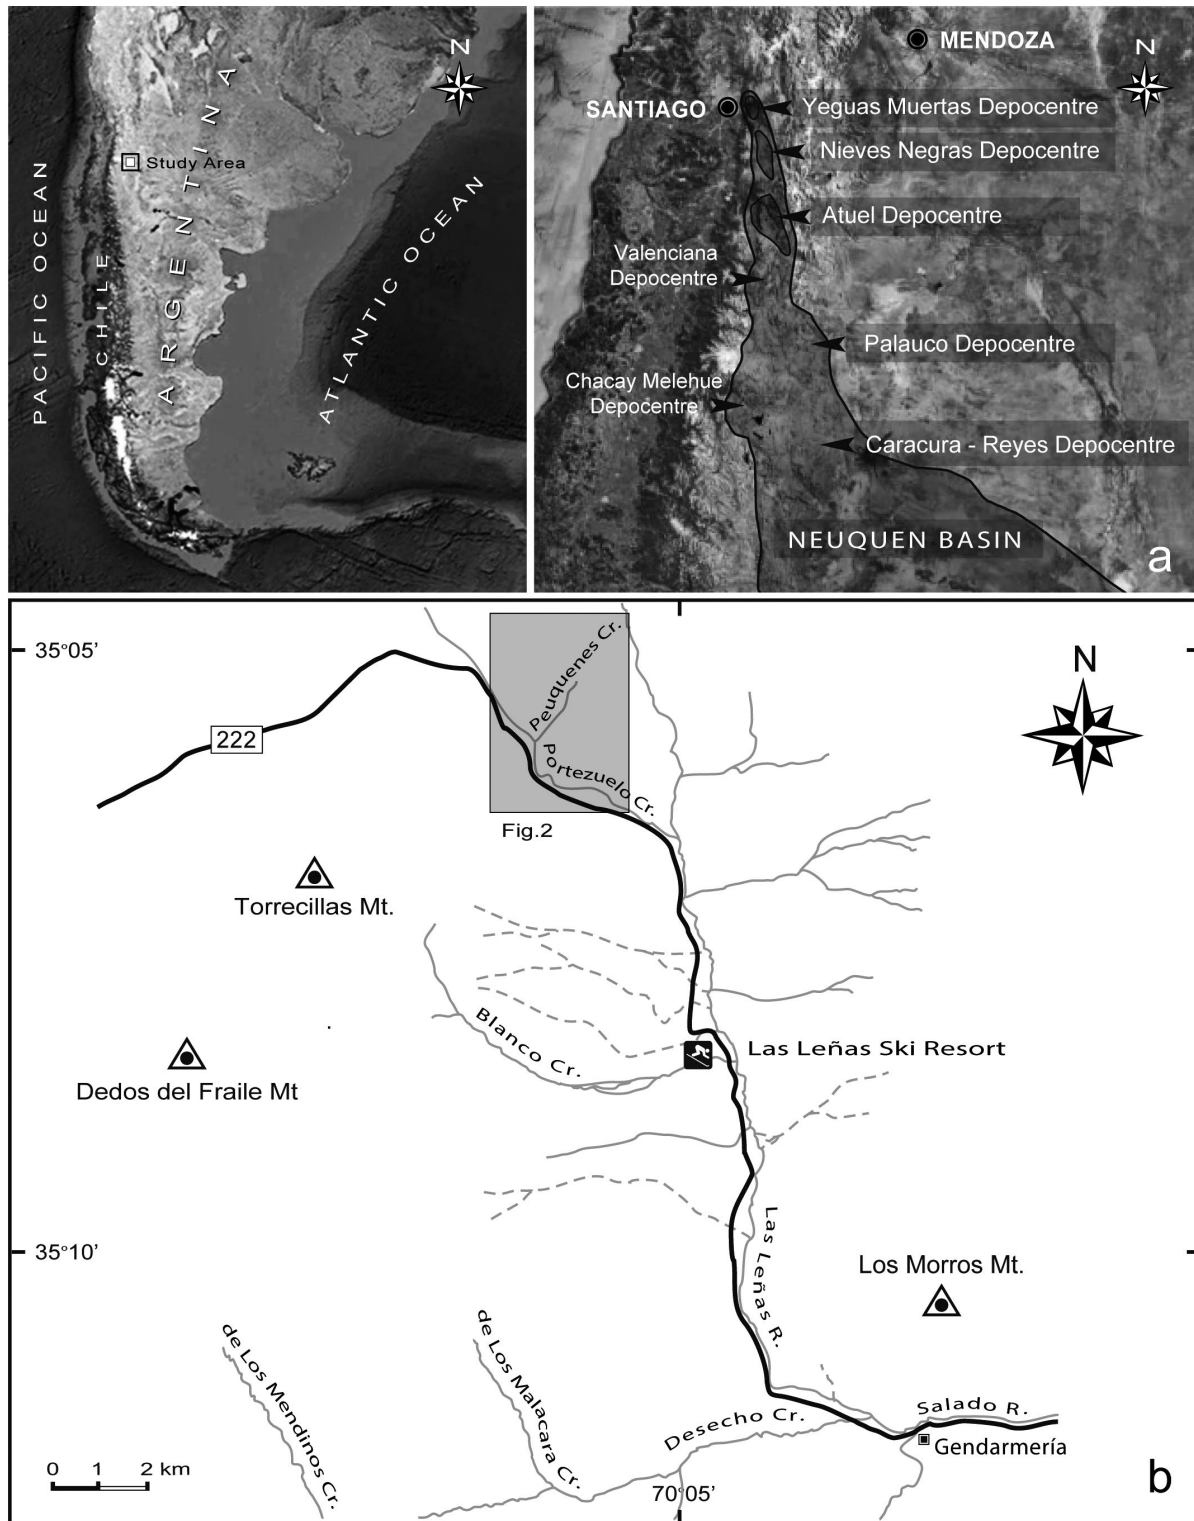 N
ARGENTINA
Study Area
PACIFIC OCEAN
CHILE
ATLANTIC OCEAN
N
MENDOZA
SANTIAGO
Yeguas Muertas Depocentre
Nieves Negras Depocentre
Atuel Depocentre
Valenciana
Depocentre
Palauco Depocentre
Chacay Melehue
Depocentre
Caracura - Reyes Depocentre
NEUQUEN BASIN
a
35°05’
Peuquenes Cr.
N
222
Portezuelo Cr.
Fig.2
Torrecillas Mt.
Blanco Cr.
Las Leñas Ski Resort
Dedos del Fraile Mt
Las Leñas R.
35°10’
Los Morros Mt.
de Los Mendinos Cr.
de Los Malacara Cr.
Desecho Cr.
Salado R.
Gendarmería
0 1 2 km
70°05’
b